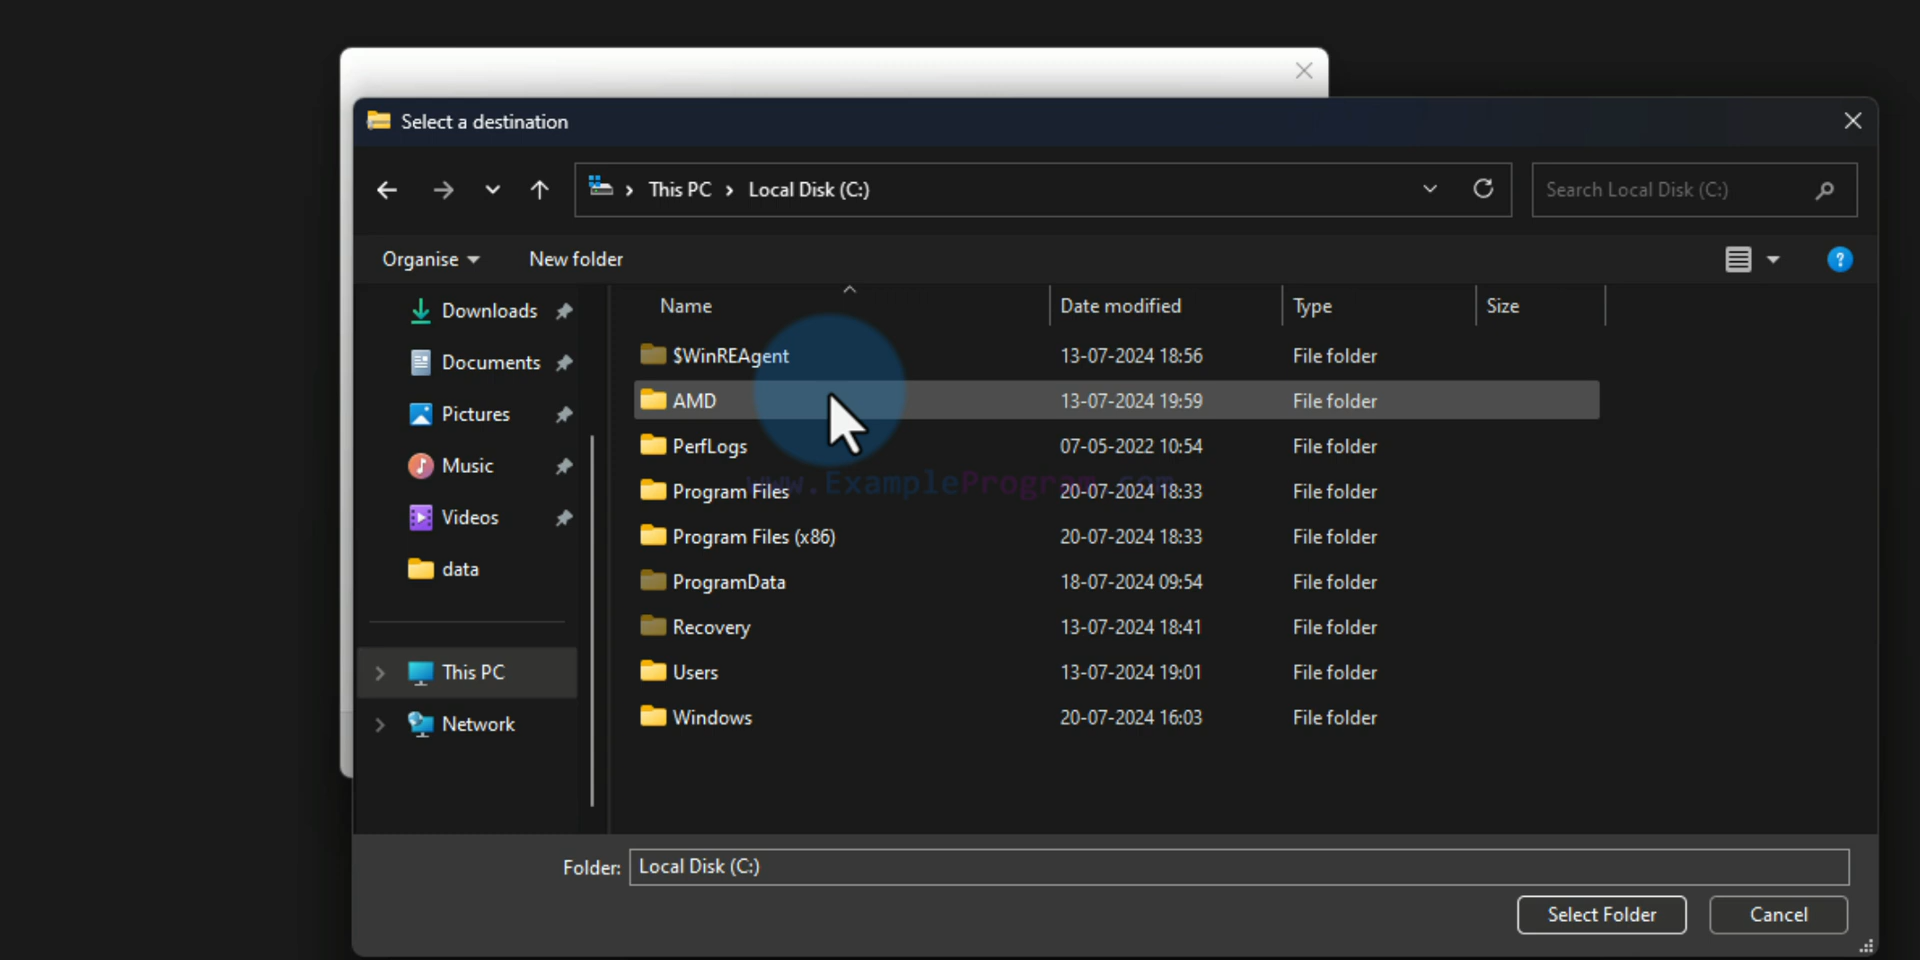 Select a destination
This PC > Local Disk (C:)
Search Local Disk (C:)
Organise
New folder
?
Name
Date modified
Type
Size
Downloads
Documents
Pictures
Music
Videos
data
This PC
Network
$WinREAgent 13-07-2024 18:56 File folder
AMD 13-07-2024 19:59 File folder
PerfLogs 07-05-2022 10:54 File folder
www.ExampleProgram.com
Program Files 20-07-2024 18:33 File folder
Program Files (x86) 20-07-2024 18:33 File folder
ProgramData 18-07-2024 09:54 File folder
Recovery 13-07-2024 18:41 File folder
Users 13-07-2024 19:01 File folder
Windows 20-07-2024 16:03 File folder
Folder: Local Disk (C:)
Select Folder
Cancel